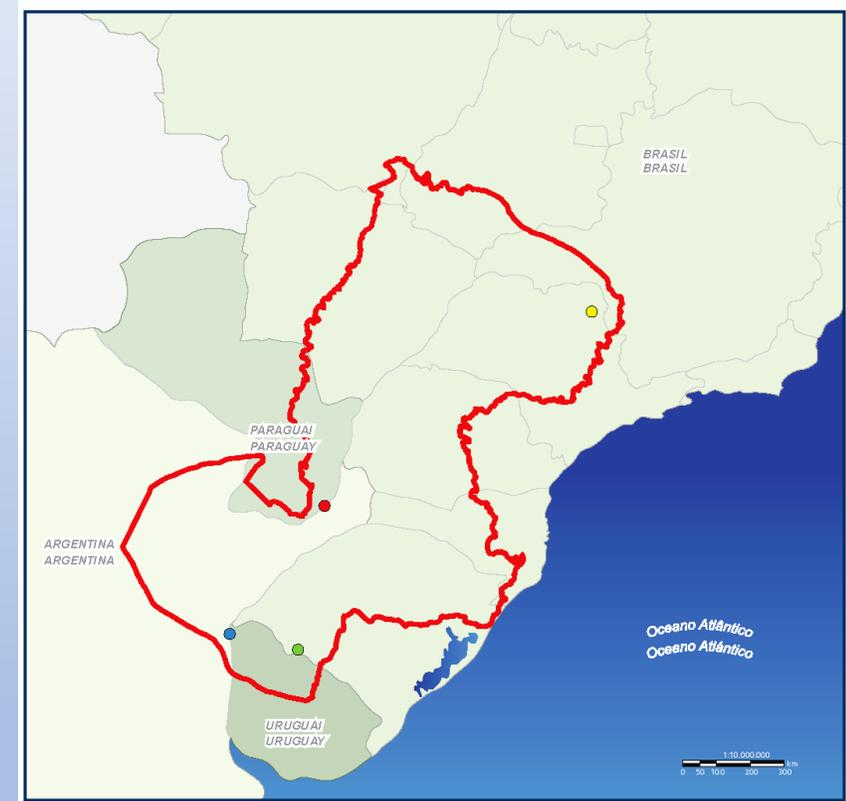 BRASIL
BRASIL
PARAGUAI
PARAGUAY
ARGENTINA
ARGENTINA
Oceano Atlântico
Oceano Atlântico
URUGUAI
URUGUAY
1:10.000.000
0 50 100 200 300 km